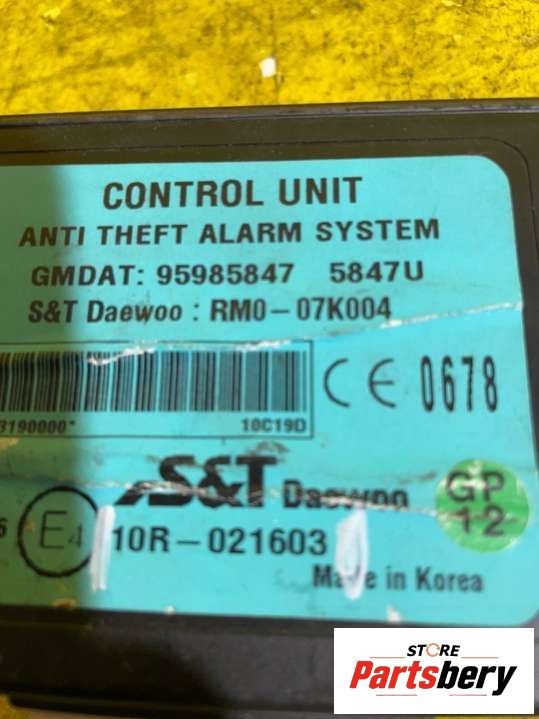 CONTROL UNIT
ANTI THEFT ALARM SYSTEM
GMDAT: 95985847 5847U
S&T Daewoo : RM0-07K004
3190000* 10C19D
CE 0678
S&T Daewoo
GP
12
E4 10R-021603
Made in Korea
STORE
Partsbery